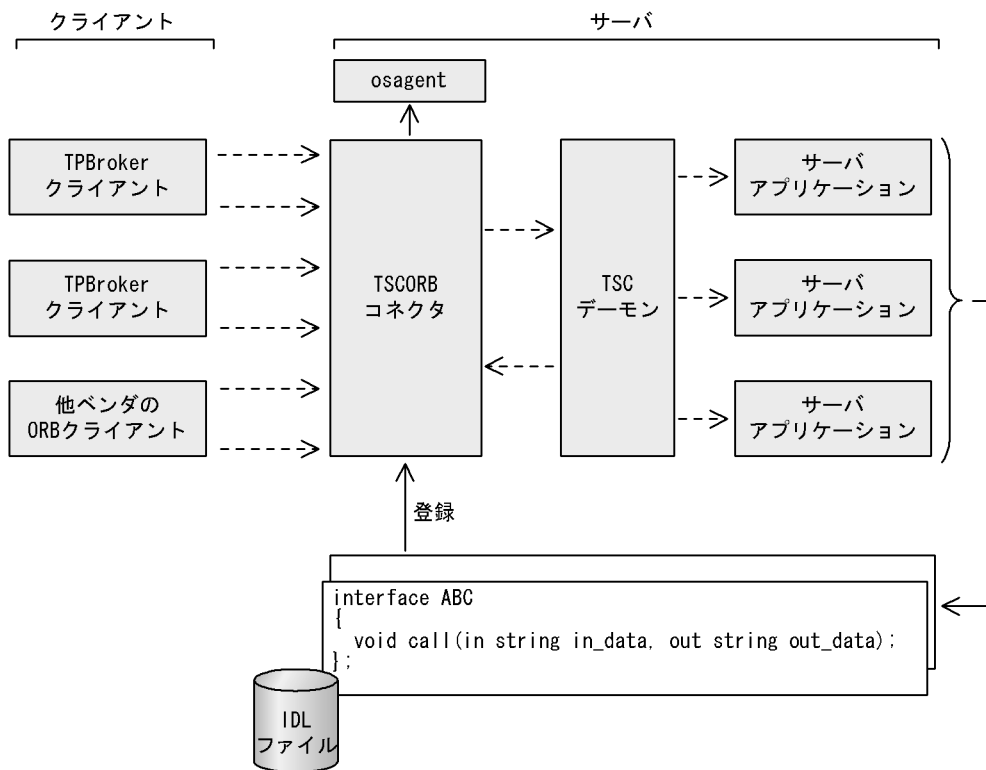 クライアント
サーバ
osagent
TPBroker
クライアント
TPBroker
クライアント
他ベンダの
ORBクライアント
TSCORB
コネクタ
TSC
デーモン
サーバ
アプリケーション
サーバ
アプリケーション
サーバ
アプリケーション
登録
interface ABC
{
void call(in string in_data, out string out_data);
};
IDL
ファイル